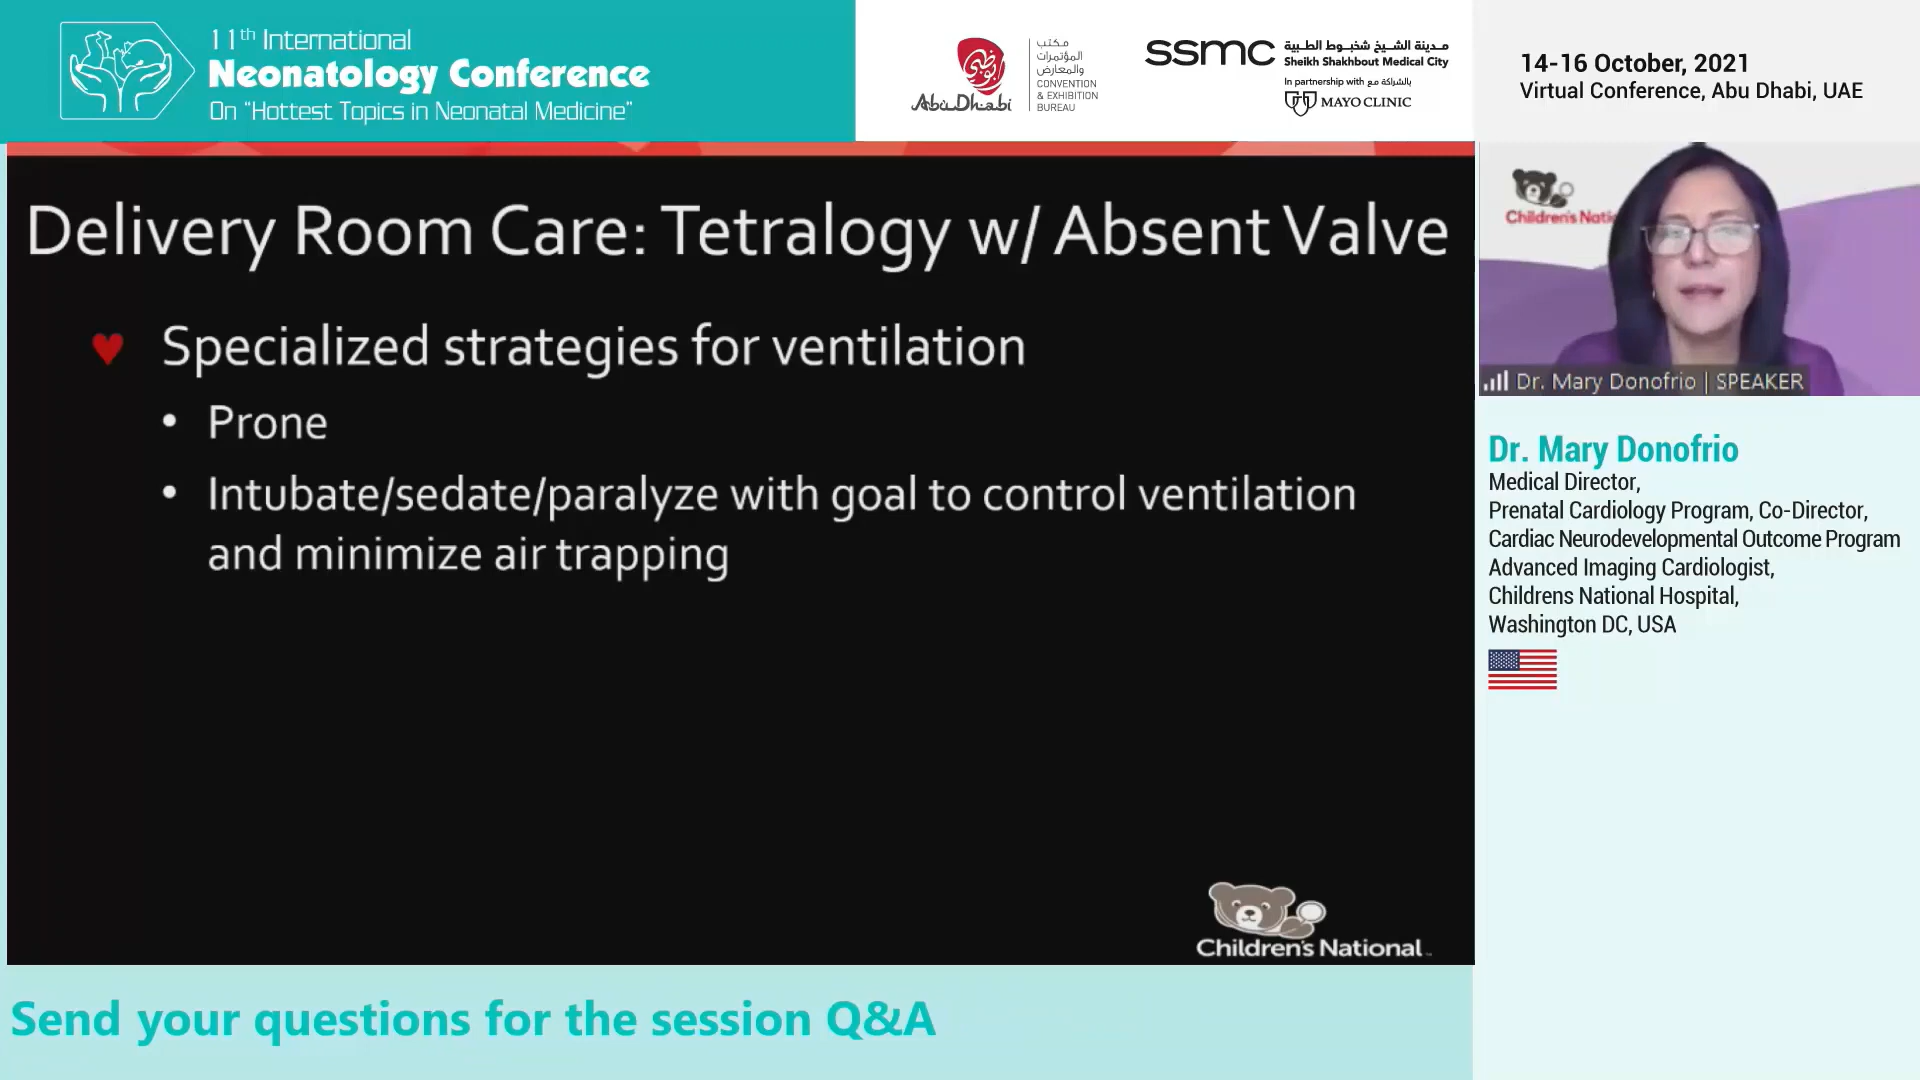 11th International
Neonatology Conference
On "Hottest Topics in Neonatal Medicine"
AbuDhabi
أبوظبي
مكتب
المؤتمرات
والمعارض
CONVENTION
& EXHIBITION
BUREAU
ssmc
مدينة الشيخ شخبوط الطبية
Sheikh Shakhbout Medical City
In partnership with بالشراكة مع
MAYO CLINIC
14-16 October, 2021
Virtual Conference, Abu Dhabi, UAE
Delivery Room Care: Tetralogy w/ Absent Valve
♥ Specialized strategies for ventilation
• Prone
• Intubate/sedate/paralyze with goal to control ventilation
and minimize air trapping
Children's National
Children's Natio
Dr. Mary Donofrio | SPEAKER
Dr. Mary Donofrio
Medical Director,
Prenatal Cardiology Program, Co-Director,
Cardiac Neurodevelopmental Outcome Program
Advanced Imaging Cardiologist,
Childrens National Hospital,
Washington DC, USA
Send your questions for the session Q&A